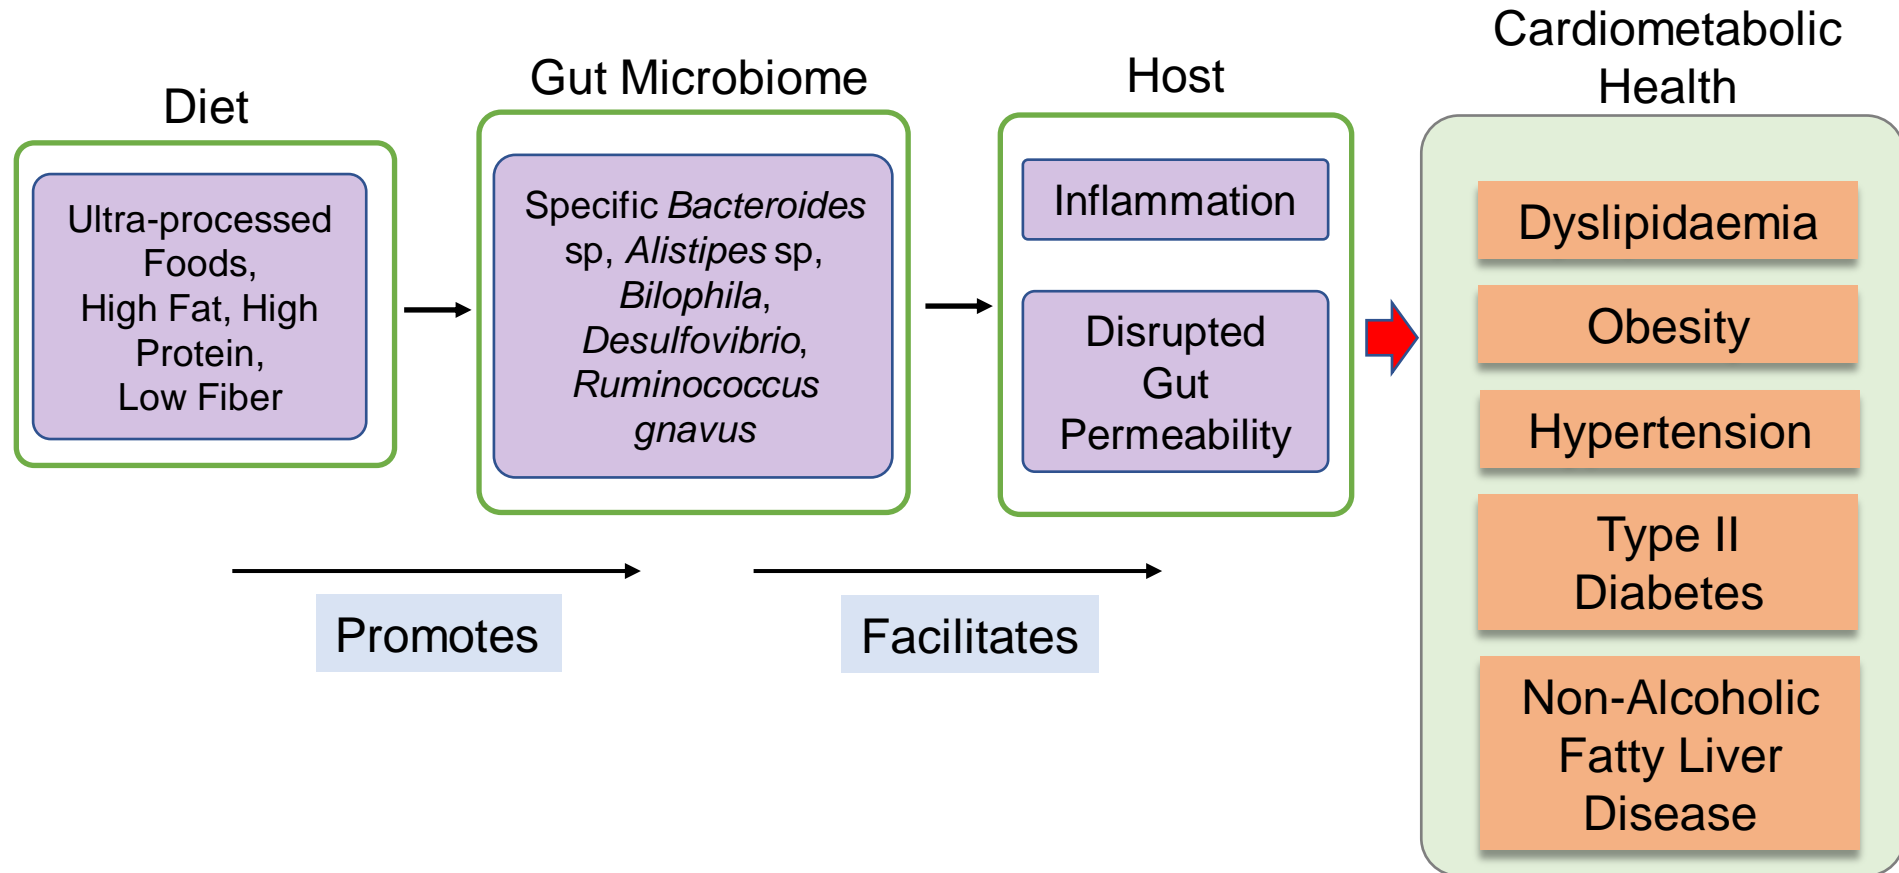 Diet
Ultra-processed
Foods,
High Fat, High
Protein,
Low Fiber
Gut Microbiome
Specific Bacteroides
sp, Alistipes sp,
Bilophila,
Desulfovibrio,
Ruminococcus
gnavus
Host
Inflammation
Disrupted
Gut
Permeability
Promotes
Facilitates
Cardiometabolic
Health
Dyslipidaemia
Obesity
Hypertension
Type II
Diabetes
Non-Alcoholic
Fatty Liver
Disease